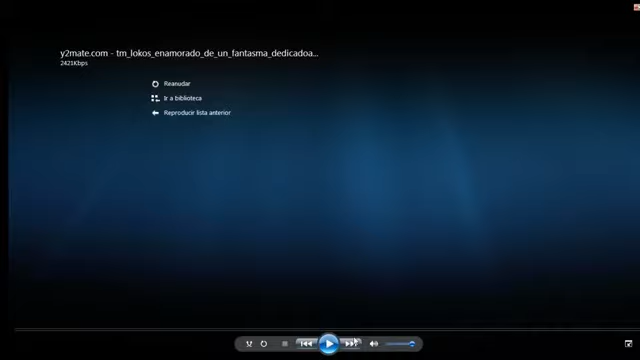 y2mate.com - tm_lokos_enamorado_de_un_fantasma_dedicadoa...
2421Kbps
Reanudar
Ir a biblioteca
Reproducir lista anterior